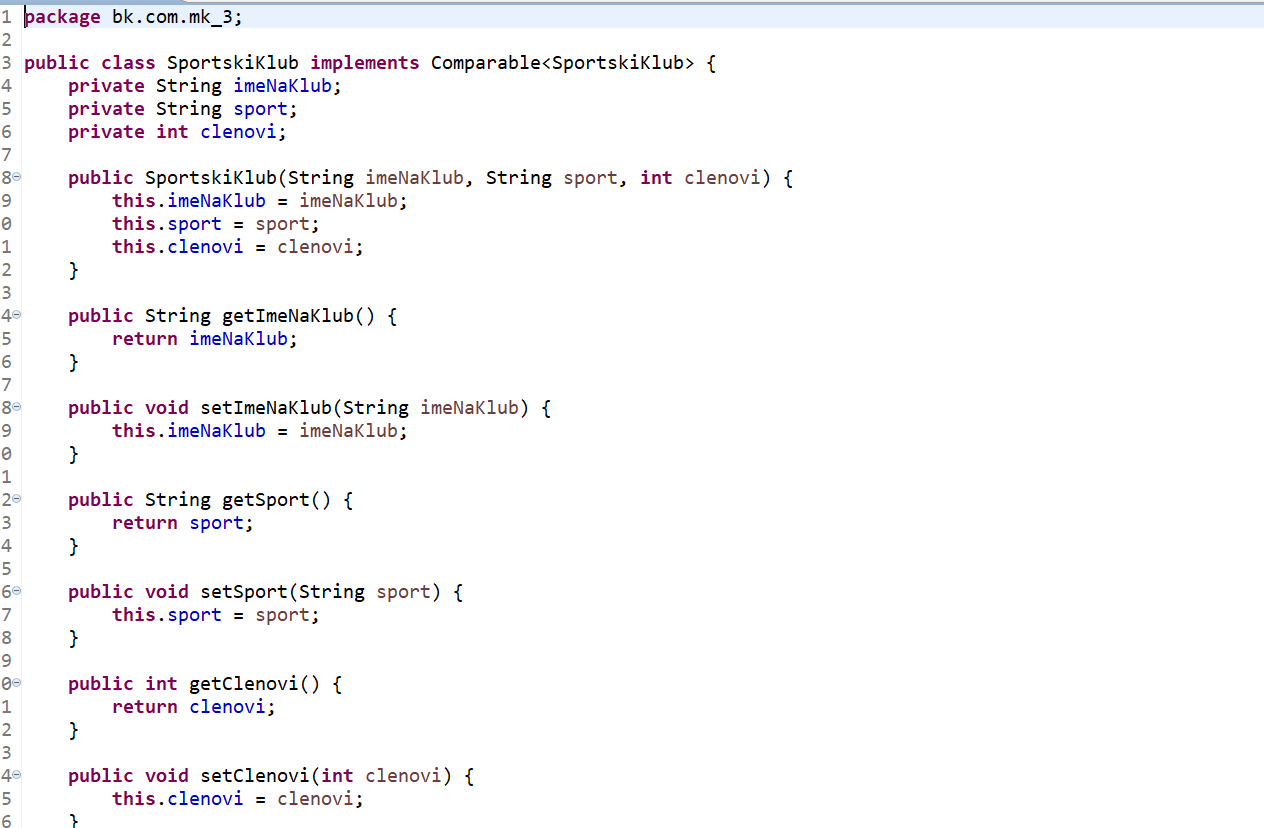 1 package bk.com.mk_3;
2
3 public class SportskiKlub implements Comparable<SportskiKlub> {
4     private String imeNaKlub;
5     private String sport;
6     private int clenovi;
7
8     public SportskiKlub(String imeNaKlub, String sport, int clenovi) {
9         this.imeNaKlub = imeNaKlub;
0         this.sport = sport;
1         this.clenovi = clenovi;
2     }
3
4     public String getImeNaKlub() {
5         return imeNaKlub;
6     }
7
8     public void setImeNaKlub(String imeNaKlub) {
9         this.imeNaKlub = imeNaKlub;
0     }
1
2     public String getSport() {
3         return sport;
4     }
5
6     public void setSport(String sport) {
7         this.sport = sport;
8     }
9
0     public int getClenovi() {
1         return clenovi;
2     }
3
4     public void setClenovi(int clenovi) {
5         this.clenovi = clenovi;
6     }